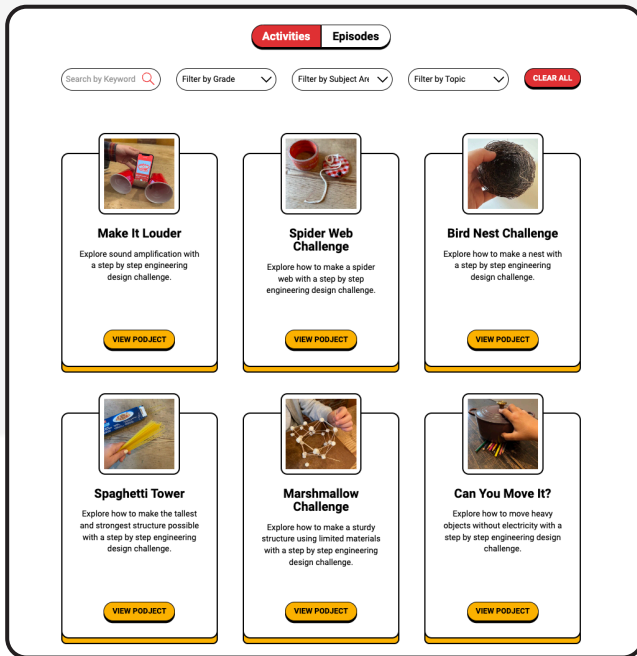 Activities Episodes
Search by Keyword Filter by Grade Filter by Subject Are Filter by Topic CLEAR ALL
Make It Louder
Explore sound amplification with
a step by step engineering
design challenge.
VIEW PODJECT
Spider Web
Challenge
Explore how to make a spider
web with a step by step
engineering design challenge.
VIEW PODJECT
Bird Nest Challenge
Explore how to make a nest with
a step by step engineering
design challenge.
VIEW PODJECT
Spaghetti Tower
Explore how to make the tallest
and strongest structure possible
with a step by step engineering
design challenge.
VIEW PODJECT
Marshmallow
Challenge
Explore how to make a sturdy
structure using limited materials
with a step by step engineering
design challenge.
VIEW PODJECT
Can You Move It?
Explore how to move heavy
objects without electricity with a
step by step engineering design
challenge.
VIEW PODJECT